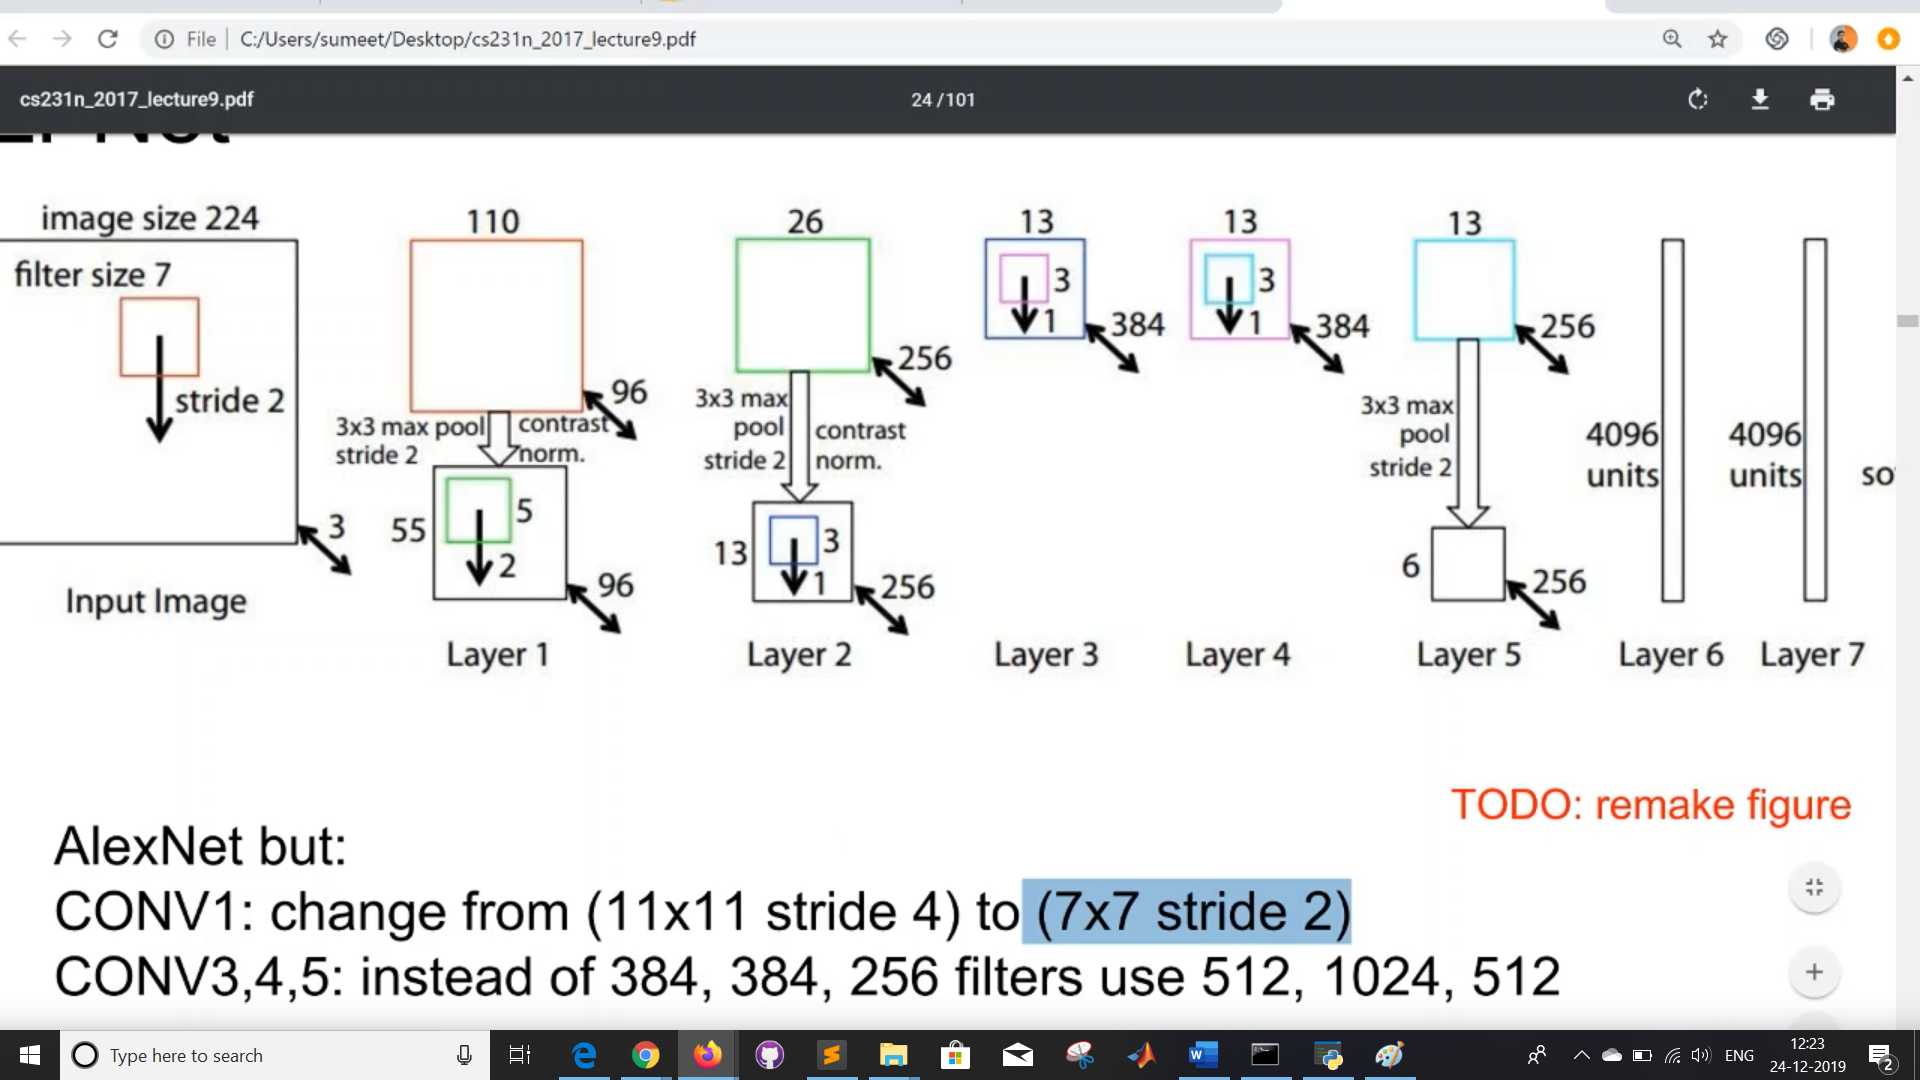 File C:/Users/sumeet/Desktop/cs231n_2017_lecture9.pdf
cs231n_2017_lecture9.pdf 24 / 101
image size 224 110 26 13 13 13
filter size 7
3 3
stride 2
1 384 1 384 256
256
96
3x3 max pool stride 2
contrast norm.
3x3 max pool stride 2
contrast norm.
3x3 max pool stride 2
4096 units
4096 units
3
55 5 2 96
13 3 1 256
6 256
Input Image
Layer 1 Layer 2 Layer 3 Layer 4 Layer 5 Layer 6 Layer 7
TODO: remake figure
AlexNet but:
CONV1: change from (11x11 stride 4) to (7x7 stride 2)
CONV3,4,5: instead of 384, 384, 256 filters use 512, 1024, 512
Type here to search
ENG
12:23
24-12-2019
2